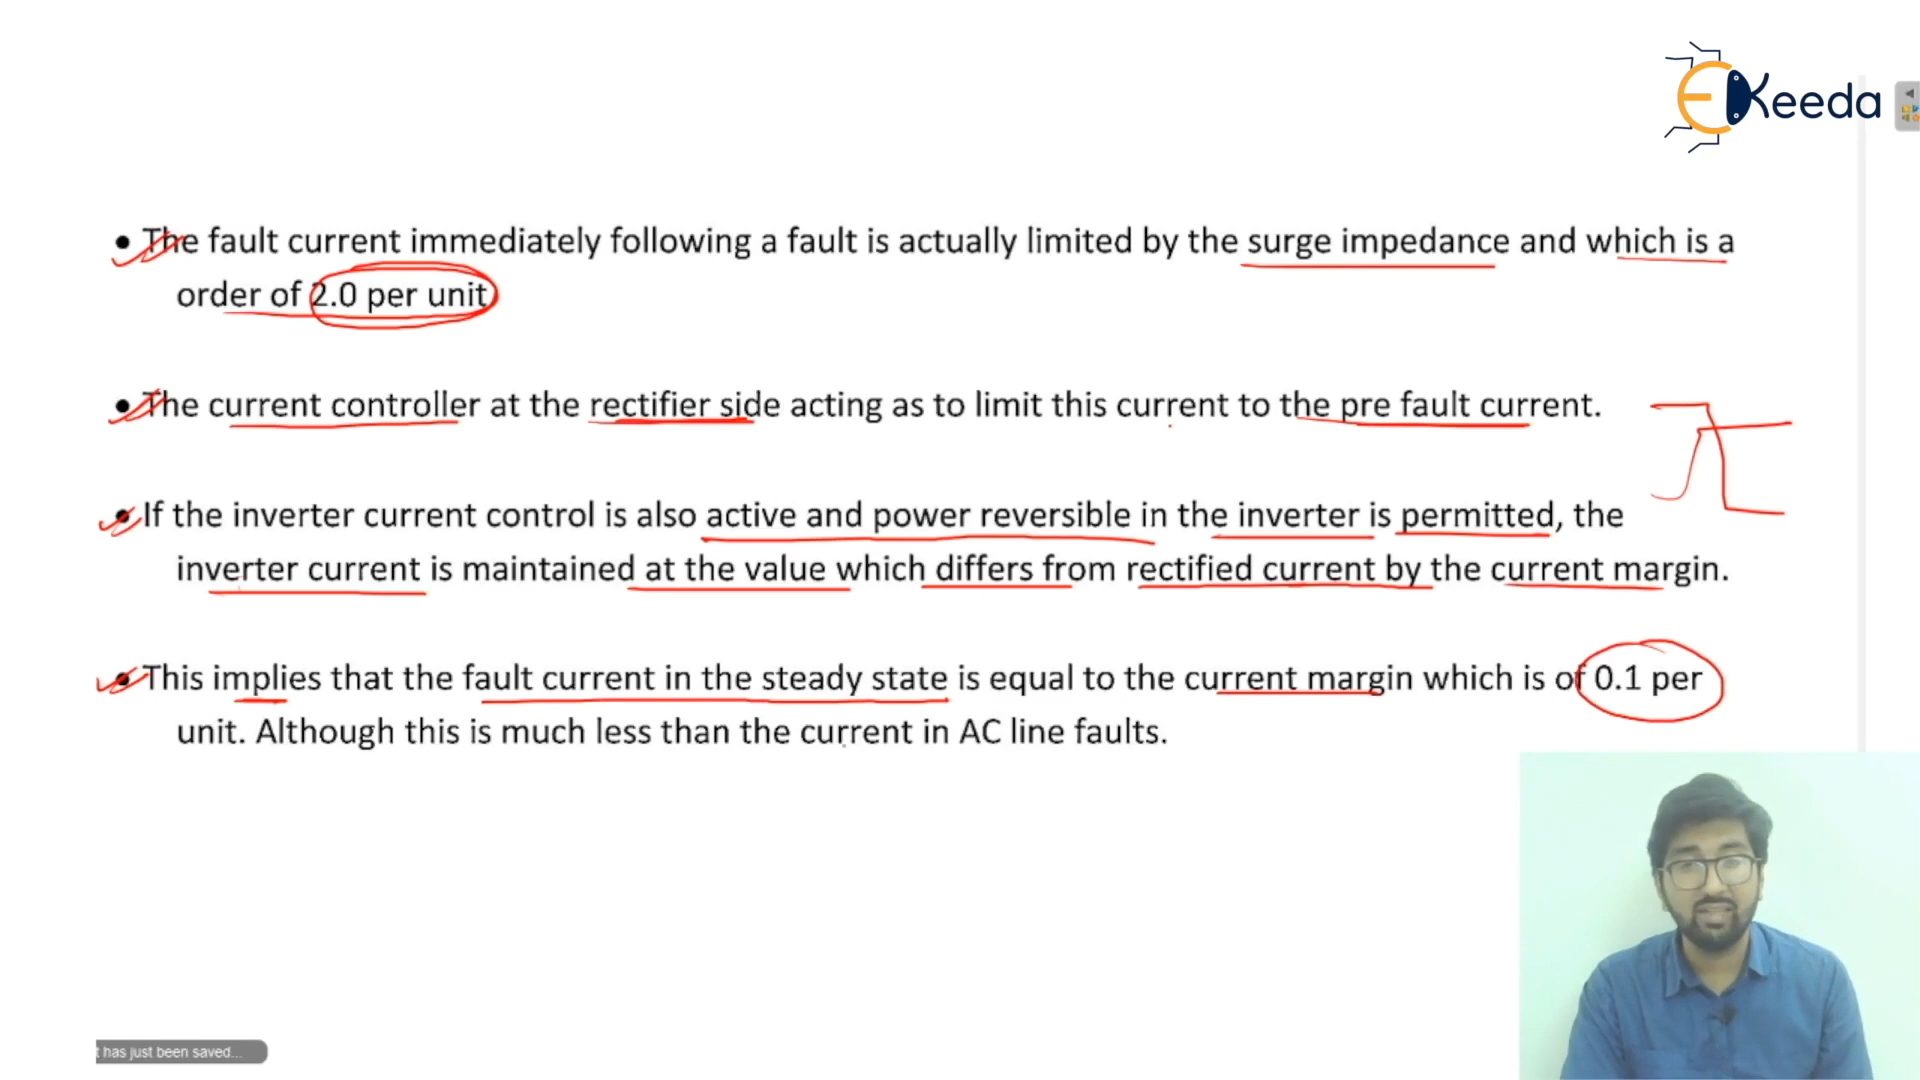 EKeeda
• The fault current immediately following a fault is actually limited by the surge impedance and which is a
order of 2.0 per unit
• The current controller at the rectifier side acting as to limit this current to the pre fault current.
• If the inverter current control is also active and power reversible in the inverter is permitted, the
inverter current is maintained at the value which differs from rectified current by the current margin.
• This implies that the fault current in the steady state is equal to the current margin which is of 0.1 per
unit. Although this is much less than the current in AC line faults.
t has just been saved...